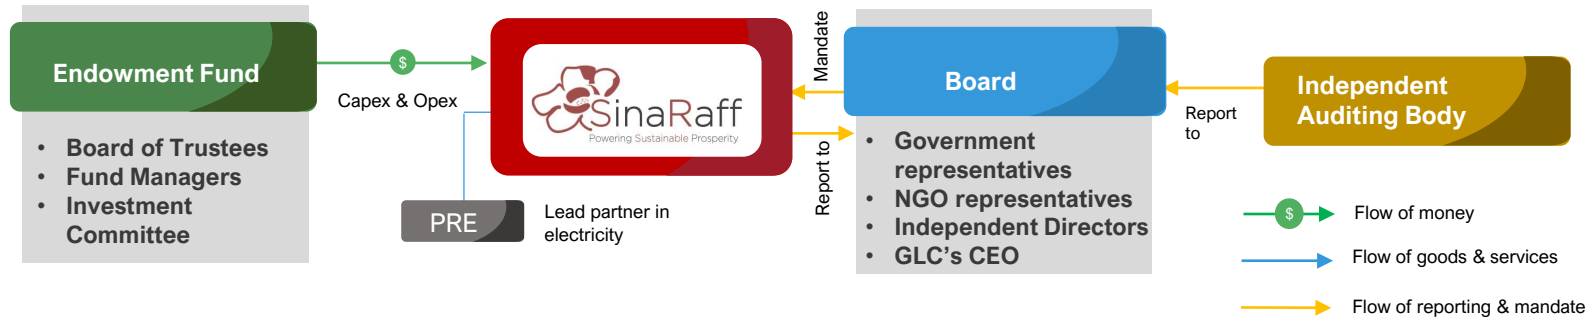 Endowment Fund
• Board of Trustees
• Fund Managers
• Investment
Committee
$
Capex & Opex
SinaRaff
Powering Sustainable Prosperity
PRE
Lead partner in
electricity
Mandate
Report to
Board
• Government
representatives
• NGO representatives
• Independent Directors
• GLC's CEO
Report
to
Independent
Auditing Body
$
Flow of money
Flow of goods & services
Flow of reporting & mandate